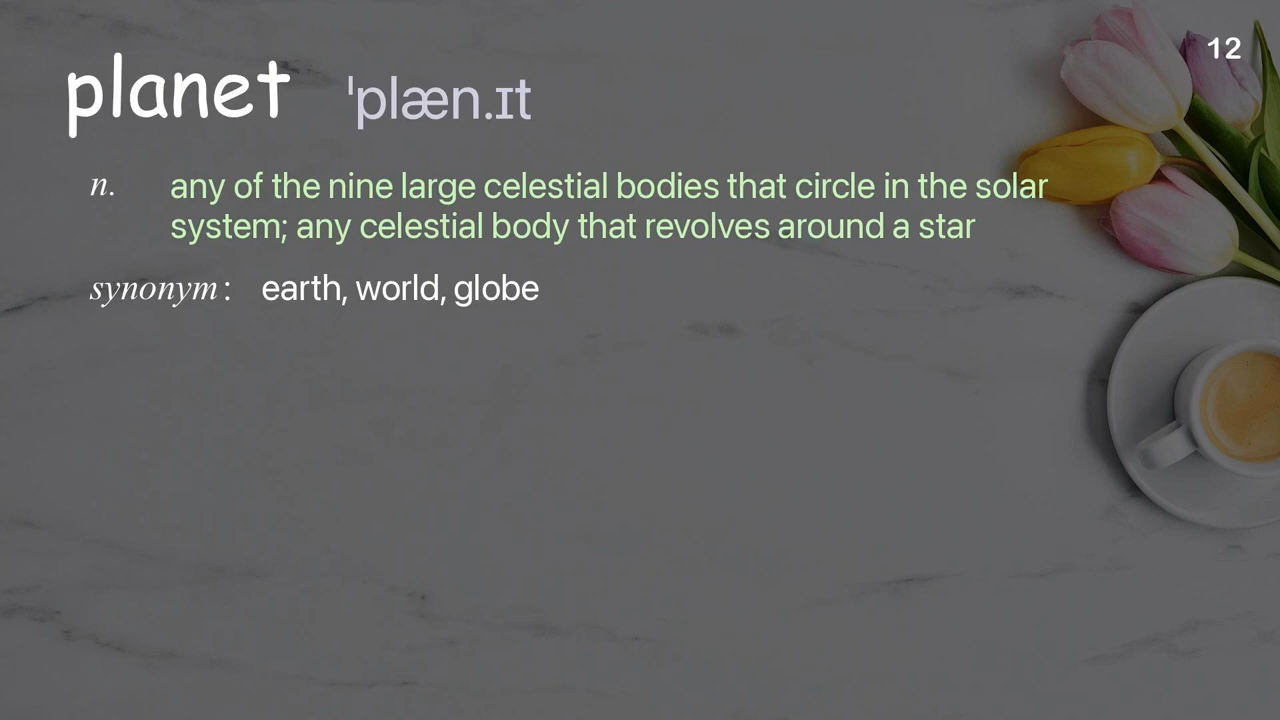 12
planet ˈplæn.ɪt
n. any of the nine large celestial bodies that circle in the solar
system; any celestial body that revolves around a star
synonym : earth, world, globe